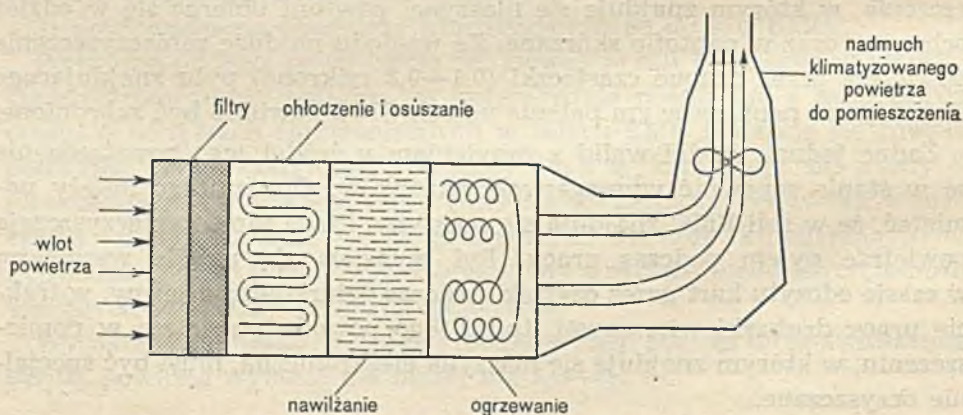 nadmuch
klimatyzowanego
powietrza
do pomieszczenia
filtry
chłodzenie i osuszanie
wlot
powietrza
nawilżanie
ogrzewanie